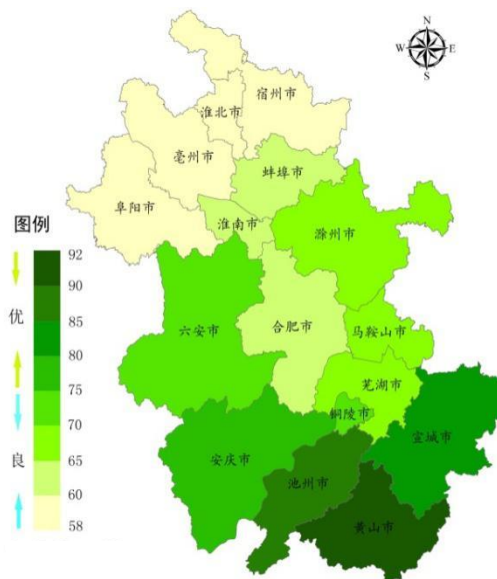 N
W E
S
宿州市
淮北市
亳州市
蚌埠市
阜阳市
淮南市
滁州市
图例
92
90
优
85
80
75
70
良
65
60
58
六安市
合肥市
马鞍山市
芜湖市
铜陵市
宣城市
安庆市
池州市
黄山市